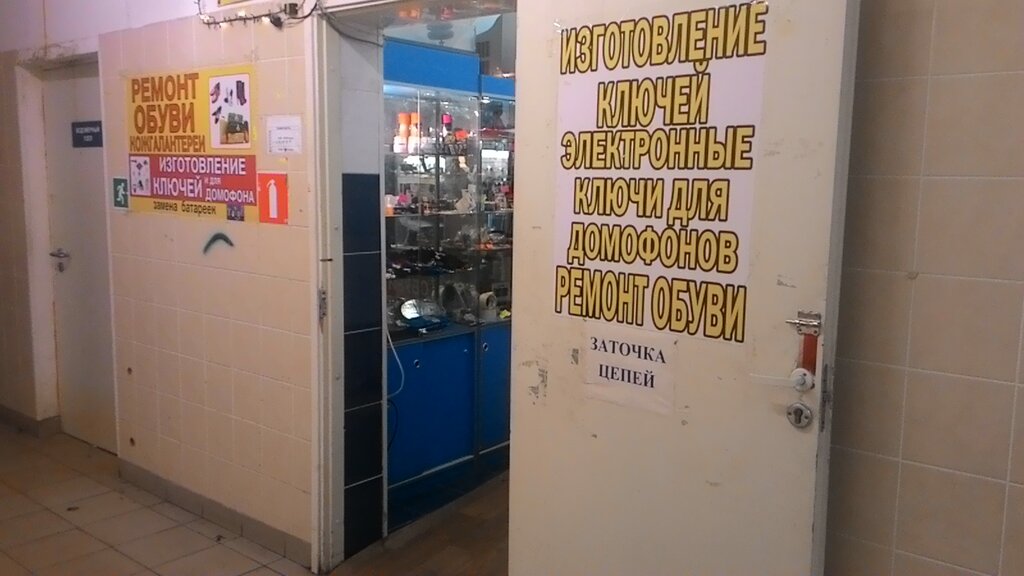 РЕМОНТ
ОБУВИ
КОЖГАЛАНТЕРЕИ
ИЗГОТОВЛЕНИЕ
КЛЮЧЕЙ и для
ДОМОФОНА
замена батареек
ИЗГОТОВЛЕНИЕ
КЛЮЧЕЙ
ЭЛЕКТРОННЫЕ
КЛЮЧИ ДЛЯ
ДОМОФОНОВ
РЕМОНТ ОБУВИ
ЗАТОЧКА
ЦЕПЕЙ